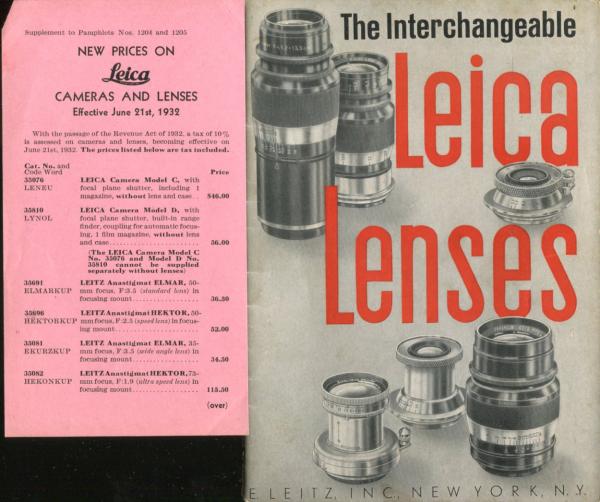 Supplement to Pamphlets Nos. 1204 and 1205
NEW PRICES ON
Leica
CAMERAS AND LENSES
Effective June 21st, 1932
With the passage of the Revenue Act of 1932, a tax of 10%
is assessed on cameras and lenses, becoming effective on
June 21st, 1932. The prices listed below are tax included.
Cat. No. and
Code Word
Price
35076 LEICA Camera Model C, with
LENEU focal plane shutter, including 1
magazine, without lens and case... $46.00
35810 LEICA Camera Model D, with
LYNOL focal plane shutter, built-in range
finder, coupling for automatic focus-
ing, 1 film magazine, without lens
and case........................ 56.00
(The LEICA Camera Model C
No. 35076 and Model D No.
35810 cannot be supplied
separately without lenses)
35691 LEITZ Anastigmat ELMAR, 50-
ELMARKUP mm focus, F:3.5 (standard lens) in
focusing mount.................. 36.50
35696 LEITZ Anastigmat HEKTOR, 50-
HEKTORKUP mm focus, F:2.5 (speed lens) in focus-
ing mount....................... 52.00
35081 LEITZ Anastigmat ELMAR, 35-
EKURZKUP mm focus, F:3.5 (wide angle lens) in
focusing mount.................. 34.50
35082 LEITZ Anastigmat HEKTOR, 73-
HEKONKUP mm focus, F:1.9 (ultra speed lens) in
focusing mount.................. 115.50
(over)
The Interchangeable
Leica
Lenses
E. LEITZ, INC., NEW YORK, N.Y.